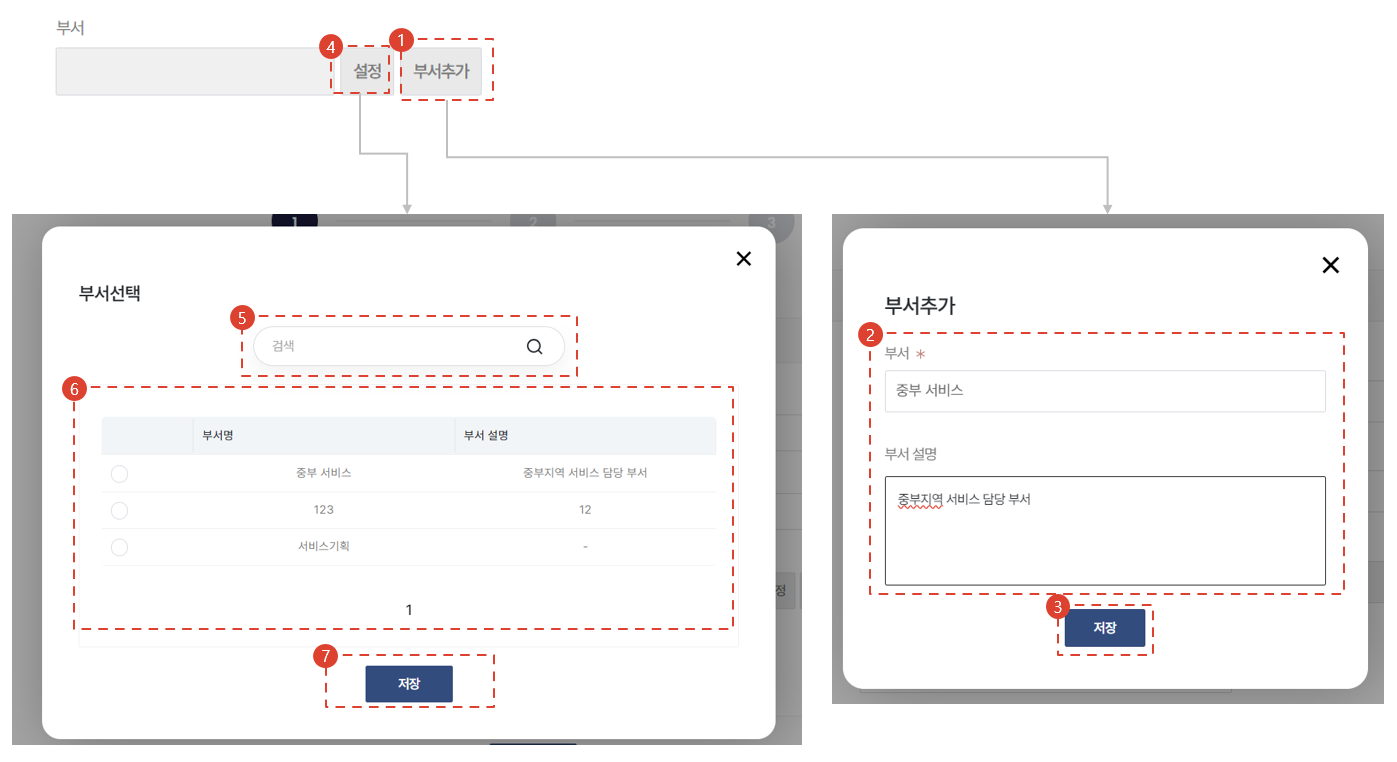 부서
4
1
설정
부서추가
1
2
3
부서선택
5
검색
6
부서명
부서 설명
중부 서비스
중부지역 서비스 담당 부서
123
12
서비스기획
-
1
정
7
저장
부서추가
2
부서 *
중부 서비스
부서 설명
중부지역 서비스 담당 부서
3
저장